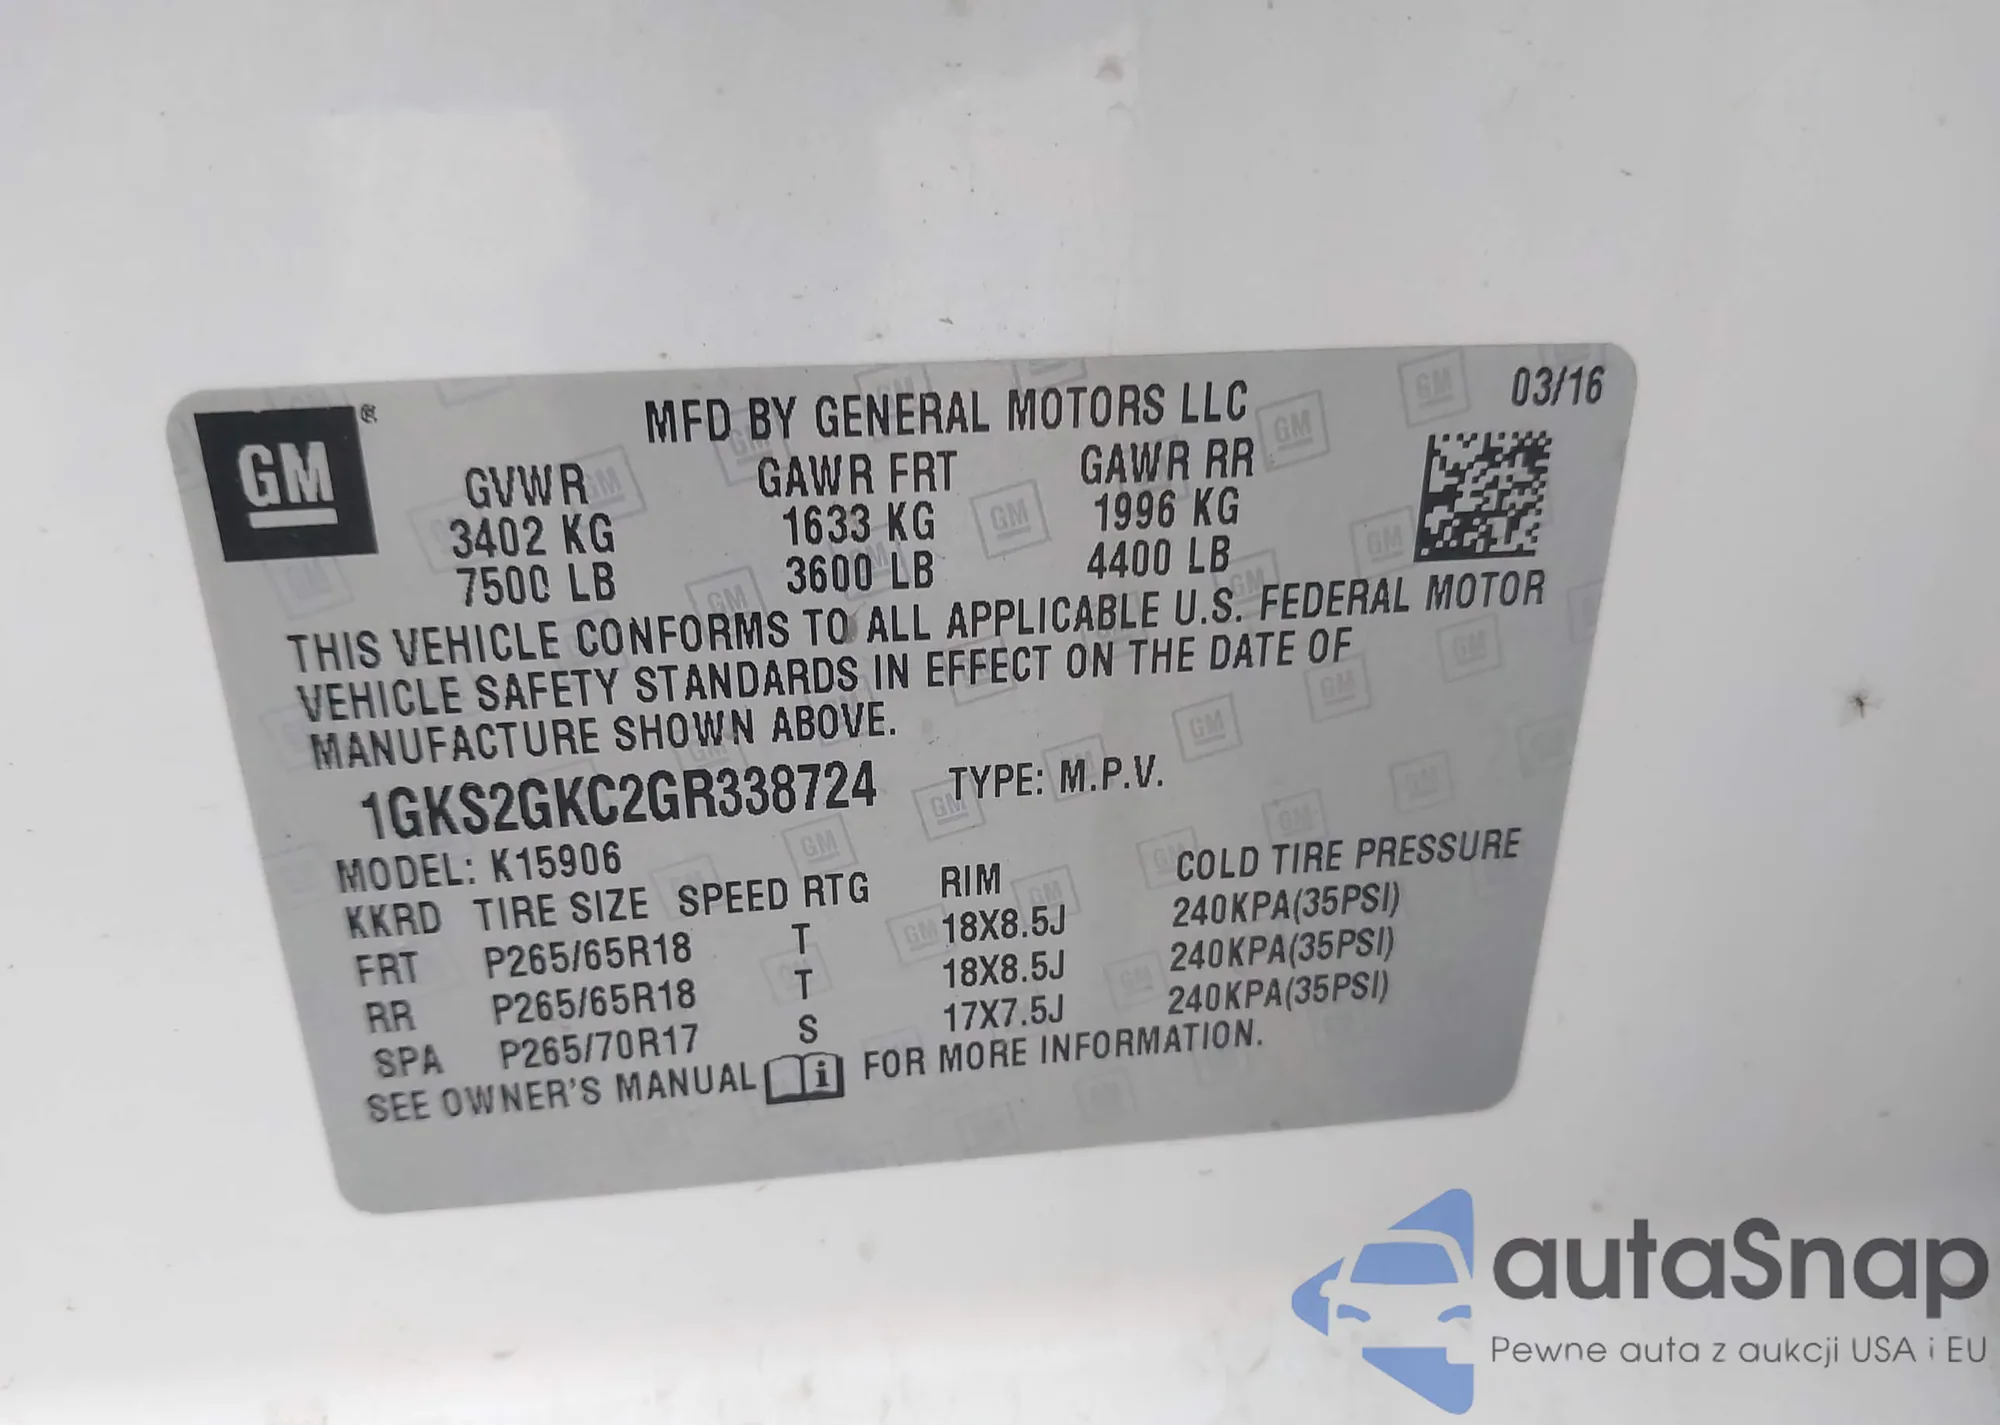 GM ®
MFD BY GENERAL MOTORS LLC 03/16
GVWR GAWR FRT GAWR RR
3402 KG 1633 KG 1996 KG
7500 LB 3600 LB 4400 LB
THIS VEHICLE CONFORMS TO ALL APPLICABLE U.S. FEDERAL MOTOR
VEHICLE SAFETY STANDARDS IN EFFECT ON THE DATE OF
MANUFACTURE SHOWN ABOVE.
1GKS2GKC2GR338724 TYPE: M.P.V.
MODEL: K15906
KKRD TIRE SIZE SPEED RTG RIM COLD TIRE PRESSURE
FRT P265/65R18 T 18X8.5J 240KPA(35PSI)
RR P265/65R18 T 18X8.5J 240KPA(35PSI)
SPA P265/70R17 S 17X7.5J 240KPA(35PSI)
SEE OWNER'S MANUAL i FOR MORE INFORMATION.
autaSnap
Pewne auta z aukcji USA i EU